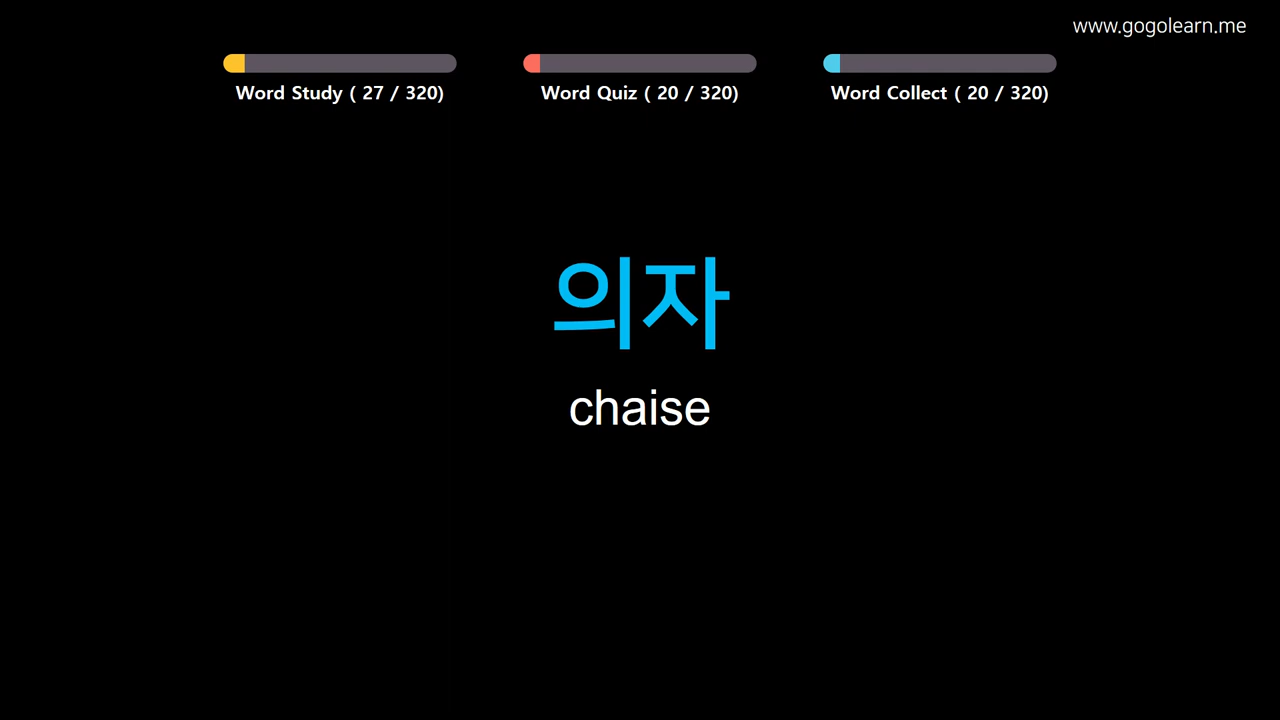 www.gogolearn.me
Word Study ( 27 / 320)
Word Quiz ( 20 / 320)
Word Collect ( 20 / 320)
의자
chaise